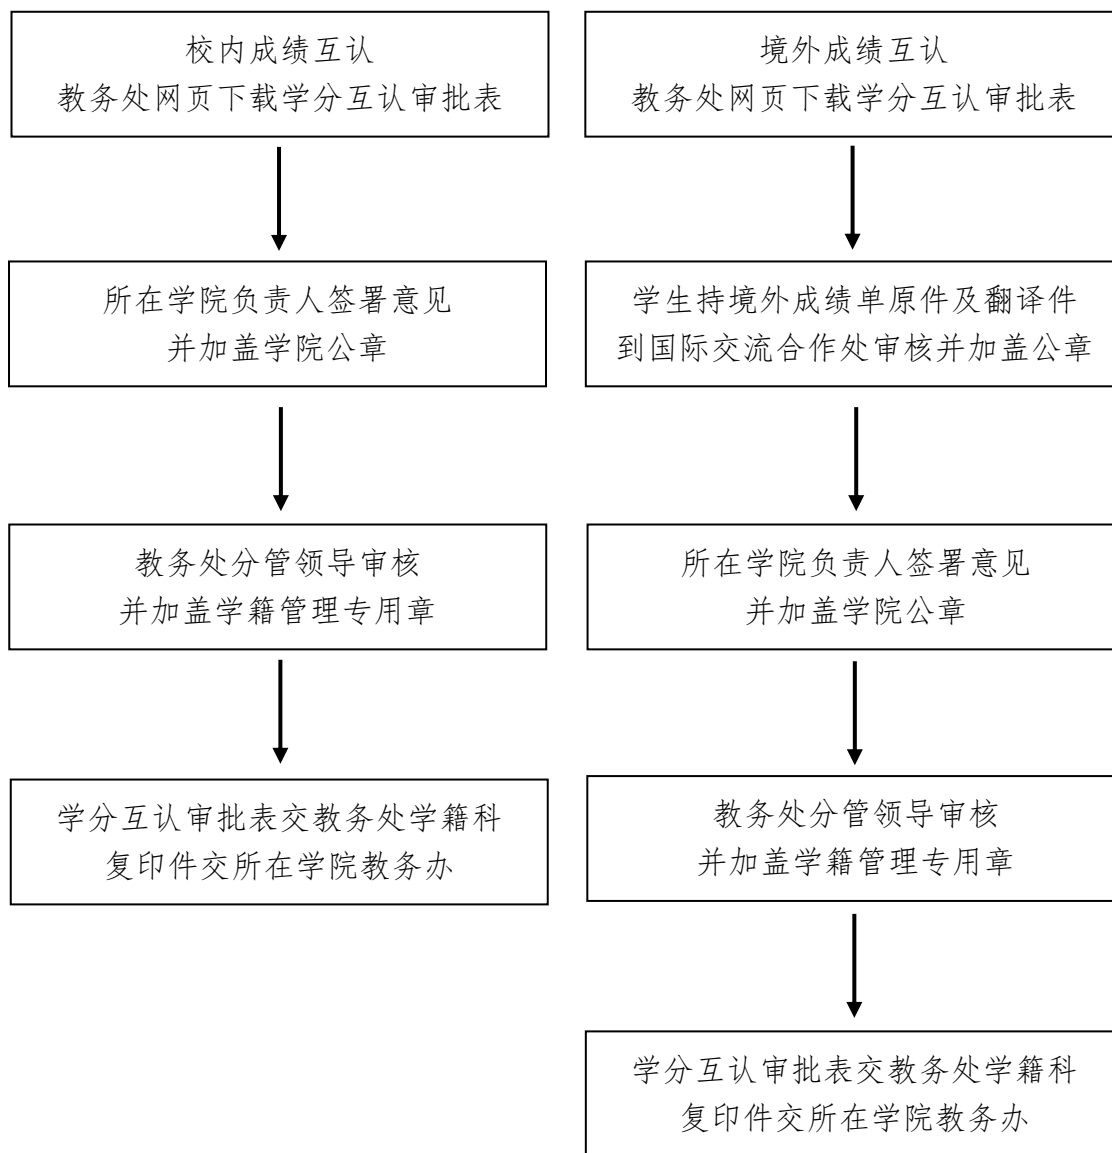 校内成绩互认
教务处网页下载学分互认审批表
所在学院负责人签署意见
并加盖学院公章
教务处分管领导审核
并加盖学籍管理专用章
学分互认审批表交教务处学籍科
复印件交所在学院教务办
境外成绩互认
教务处网页下载学分互认审批表
学生持境外成绩单原件及翻译件
到国际交流合作处审核并加盖公章
所在学院负责人签署意见
并加盖学院公章
教务处分管领导审核
并加盖学籍管理专用章
学分互认审批表交教务处学籍科
复印件交所在学院教务办